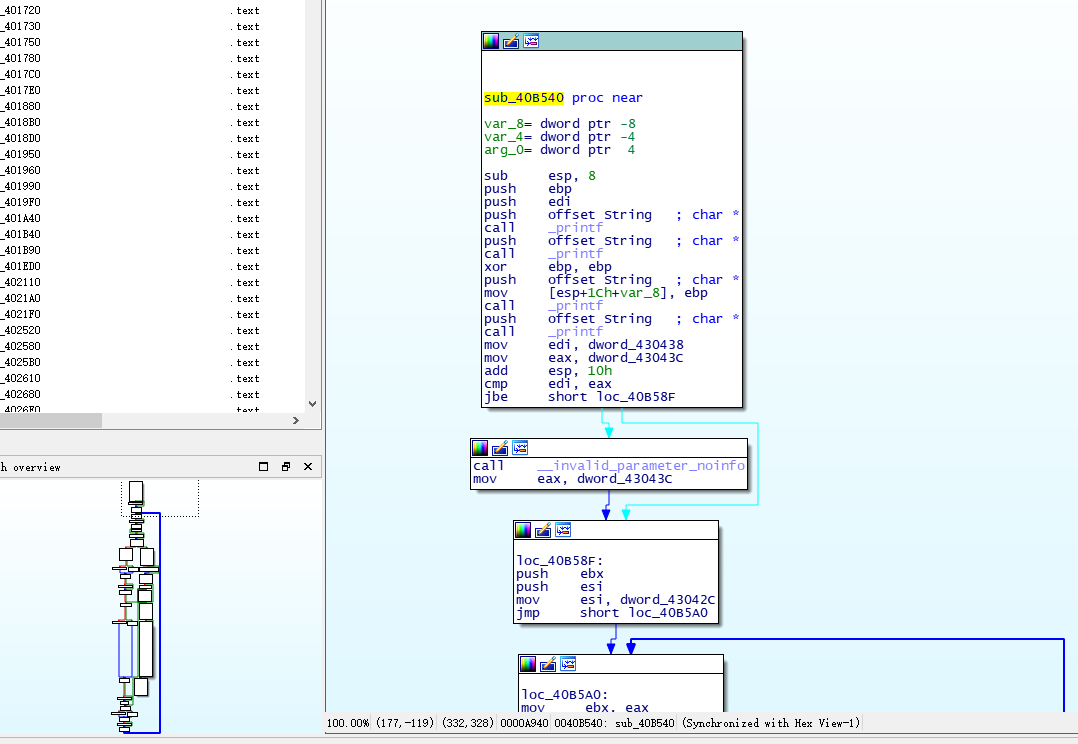 _401720 .text
_401730 .text
_401750 .text
_401780 .text
_4017C0 .text
_4017E0 .text
_401880 .text
_4018B0 .text
_4018D0 .text
_401950 .text
_401960 .text
_401990 .text
_4019F0 .text
_401A40 .text
_401B40 .text
_401B90 .text
_401ED0 .text
_402110 .text
_4021A0 .text
_4021F0 .text
_402520 .text
_402580 .text
_4025B0 .text
_402610 .text
_402680 .text
_4026F0 .text
h overview
sub_40B540 proc near
var_8= dword ptr -8
var_4= dword ptr -4
arg_0= dword ptr 4
sub esp, 8
push ebp
push edi
push offset String ; char *
call _printf
push offset String ; char *
call _printf
xor ebp, ebp
push offset String ; char *
mov [esp+1Ch+var_8], ebp
call _printf
push offset String ; char *
call _printf
mov edi, dword_430438
mov eax, dword_43043C
add esp, 10h
cmp edi, eax
jbe short loc_40B58F
call __invalid_parameter_noinfo
mov eax, dword_43043C
loc_40B58F:
push ebx
push esi
mov esi, dword_43042C
jmp short loc_40B5A0
loc_40B5A0:
mov ebx, eax
100.00% (177,-119) (332,328) 0000A940 0040B540: sub_40B540 (Synchronized with Hex View-1)